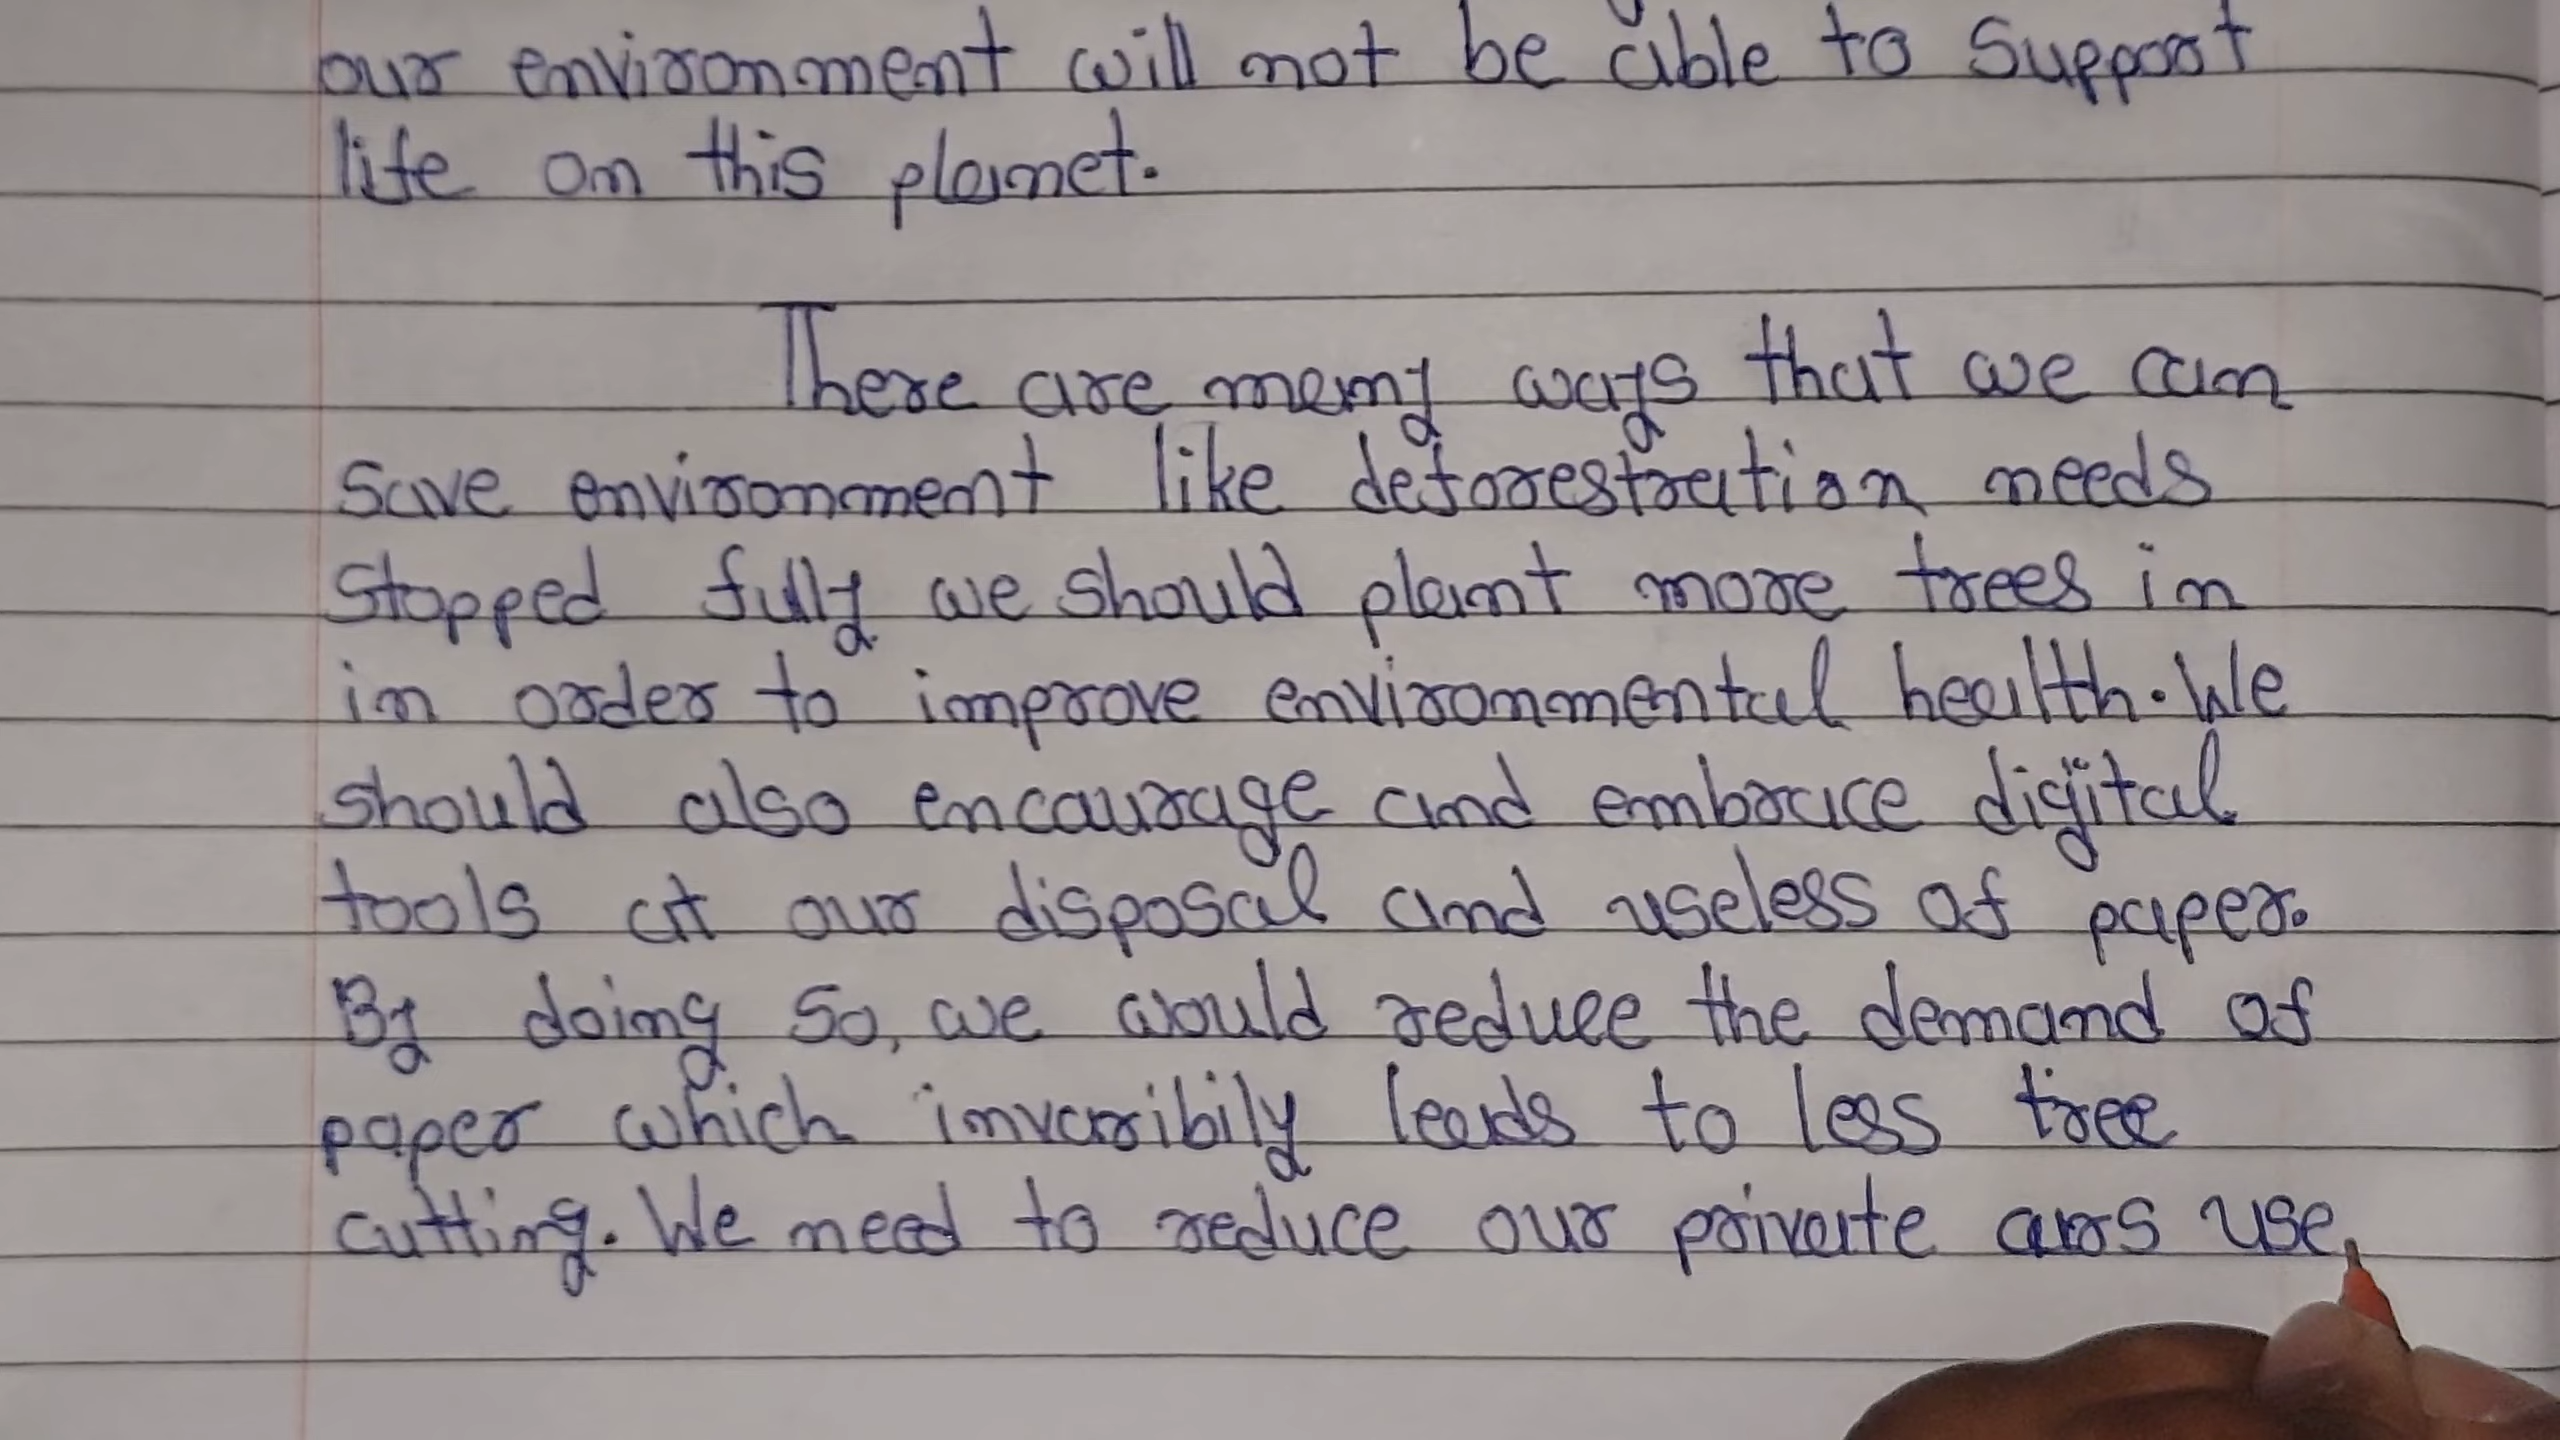 our environment will not be able to support
life on this planet.
There are many ways that we can
save environment like deforestration needs
stopped fully we should plant more trees in
in order to improve environmental health. We
should also encourage and embrace digital
tools at our disposal and useless of paper.
By doing so, we would reduce the demand of
paper which invaribily leads to less tree
cutting. We need to reduce our private cars use.